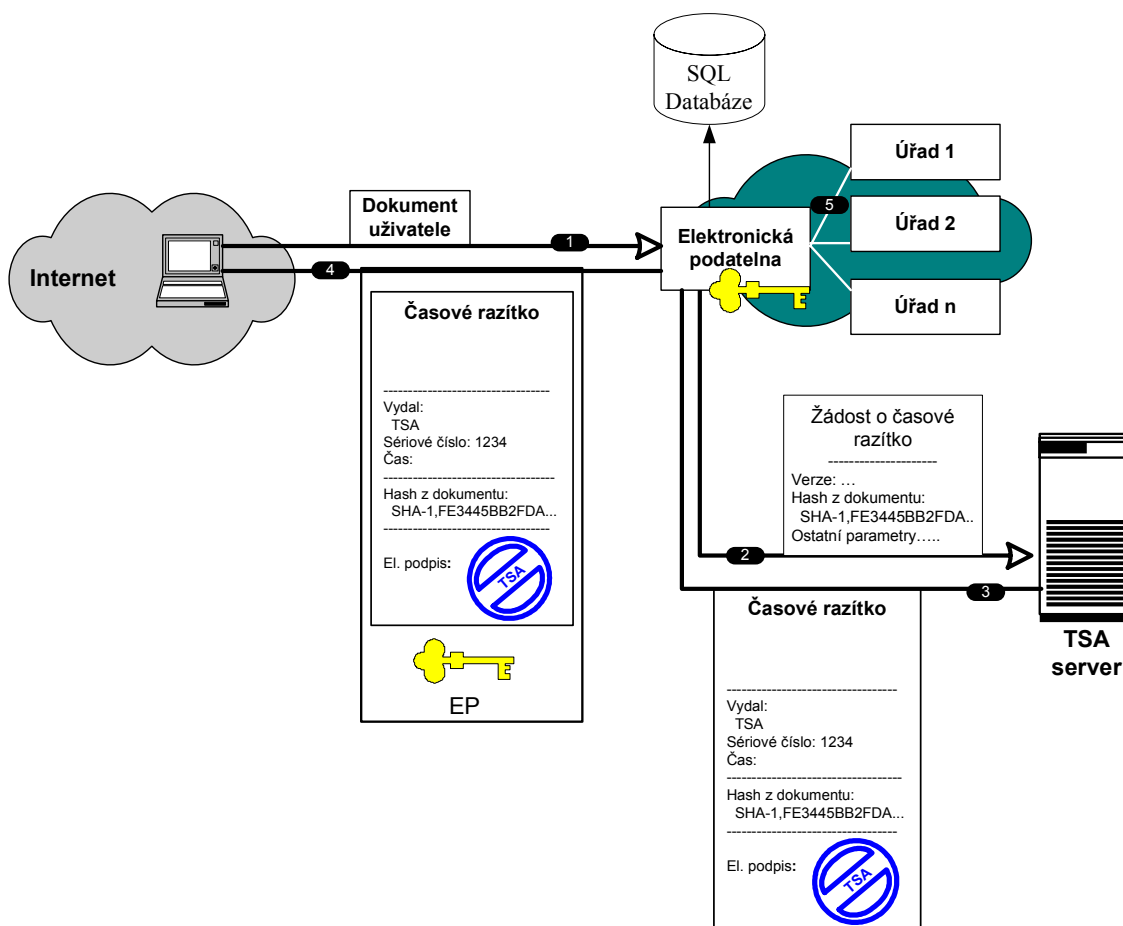 SQL
Databáze
Úřad 1
Dokument
uživatele
5
Úřad 2
1
Elektronická
podatelna
Internet
4
Úřad n
Časové razítko
----------------------------------
Vydal:
TSA
Sériové číslo: 1234
Čas:
-----------------------------------
Hash z dokumentu:
SHA-1,FE3445BB2FDA...
----------------------------------
El. podpis:
TSA
EP
Žádost o časové
razítko
----------------------
Verze: …
Hash z dokumentu:
SHA-1,FE3445BB2FDA..
Ostatní parametry…..
2
3
TSA
server
Časové razítko
----------------------------------
Vydal:
TSA
Sériové číslo: 1234
Čas:
-----------------------------------
Hash z dokumentu:
SHA-1,FE3445BB2FDA...
----------------------------------
El. podpis:
TSA